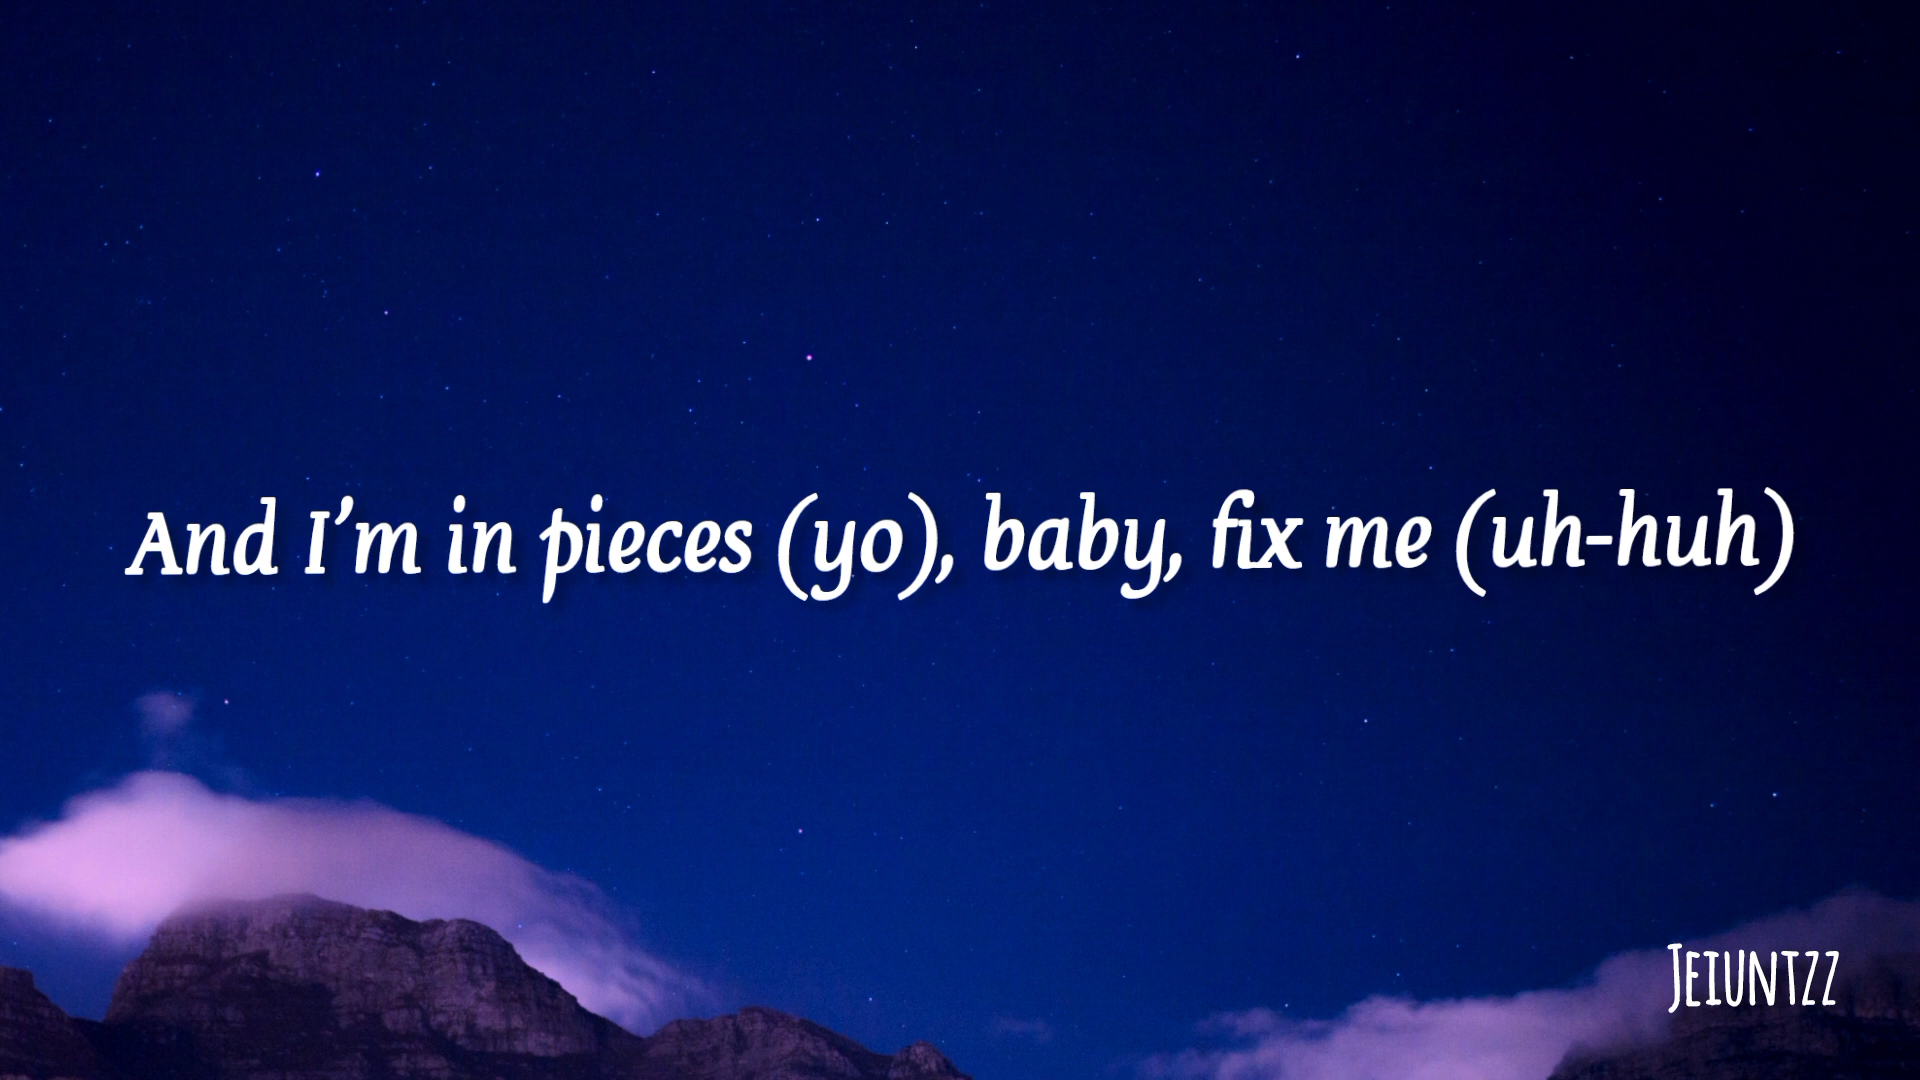 And I’m in pieces (yo), baby, fix me (uh-huh)
Jeiuntzz